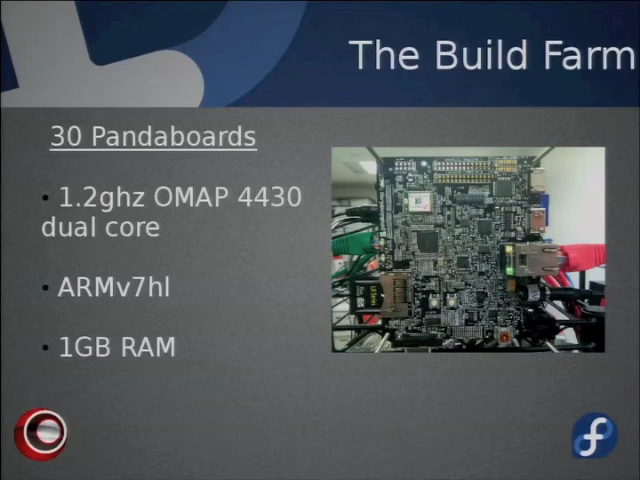 The Build Farm
30 Pandaboards
• 1.2ghz OMAP 4430
dual core
• ARMv7hl
• 1GB RAM